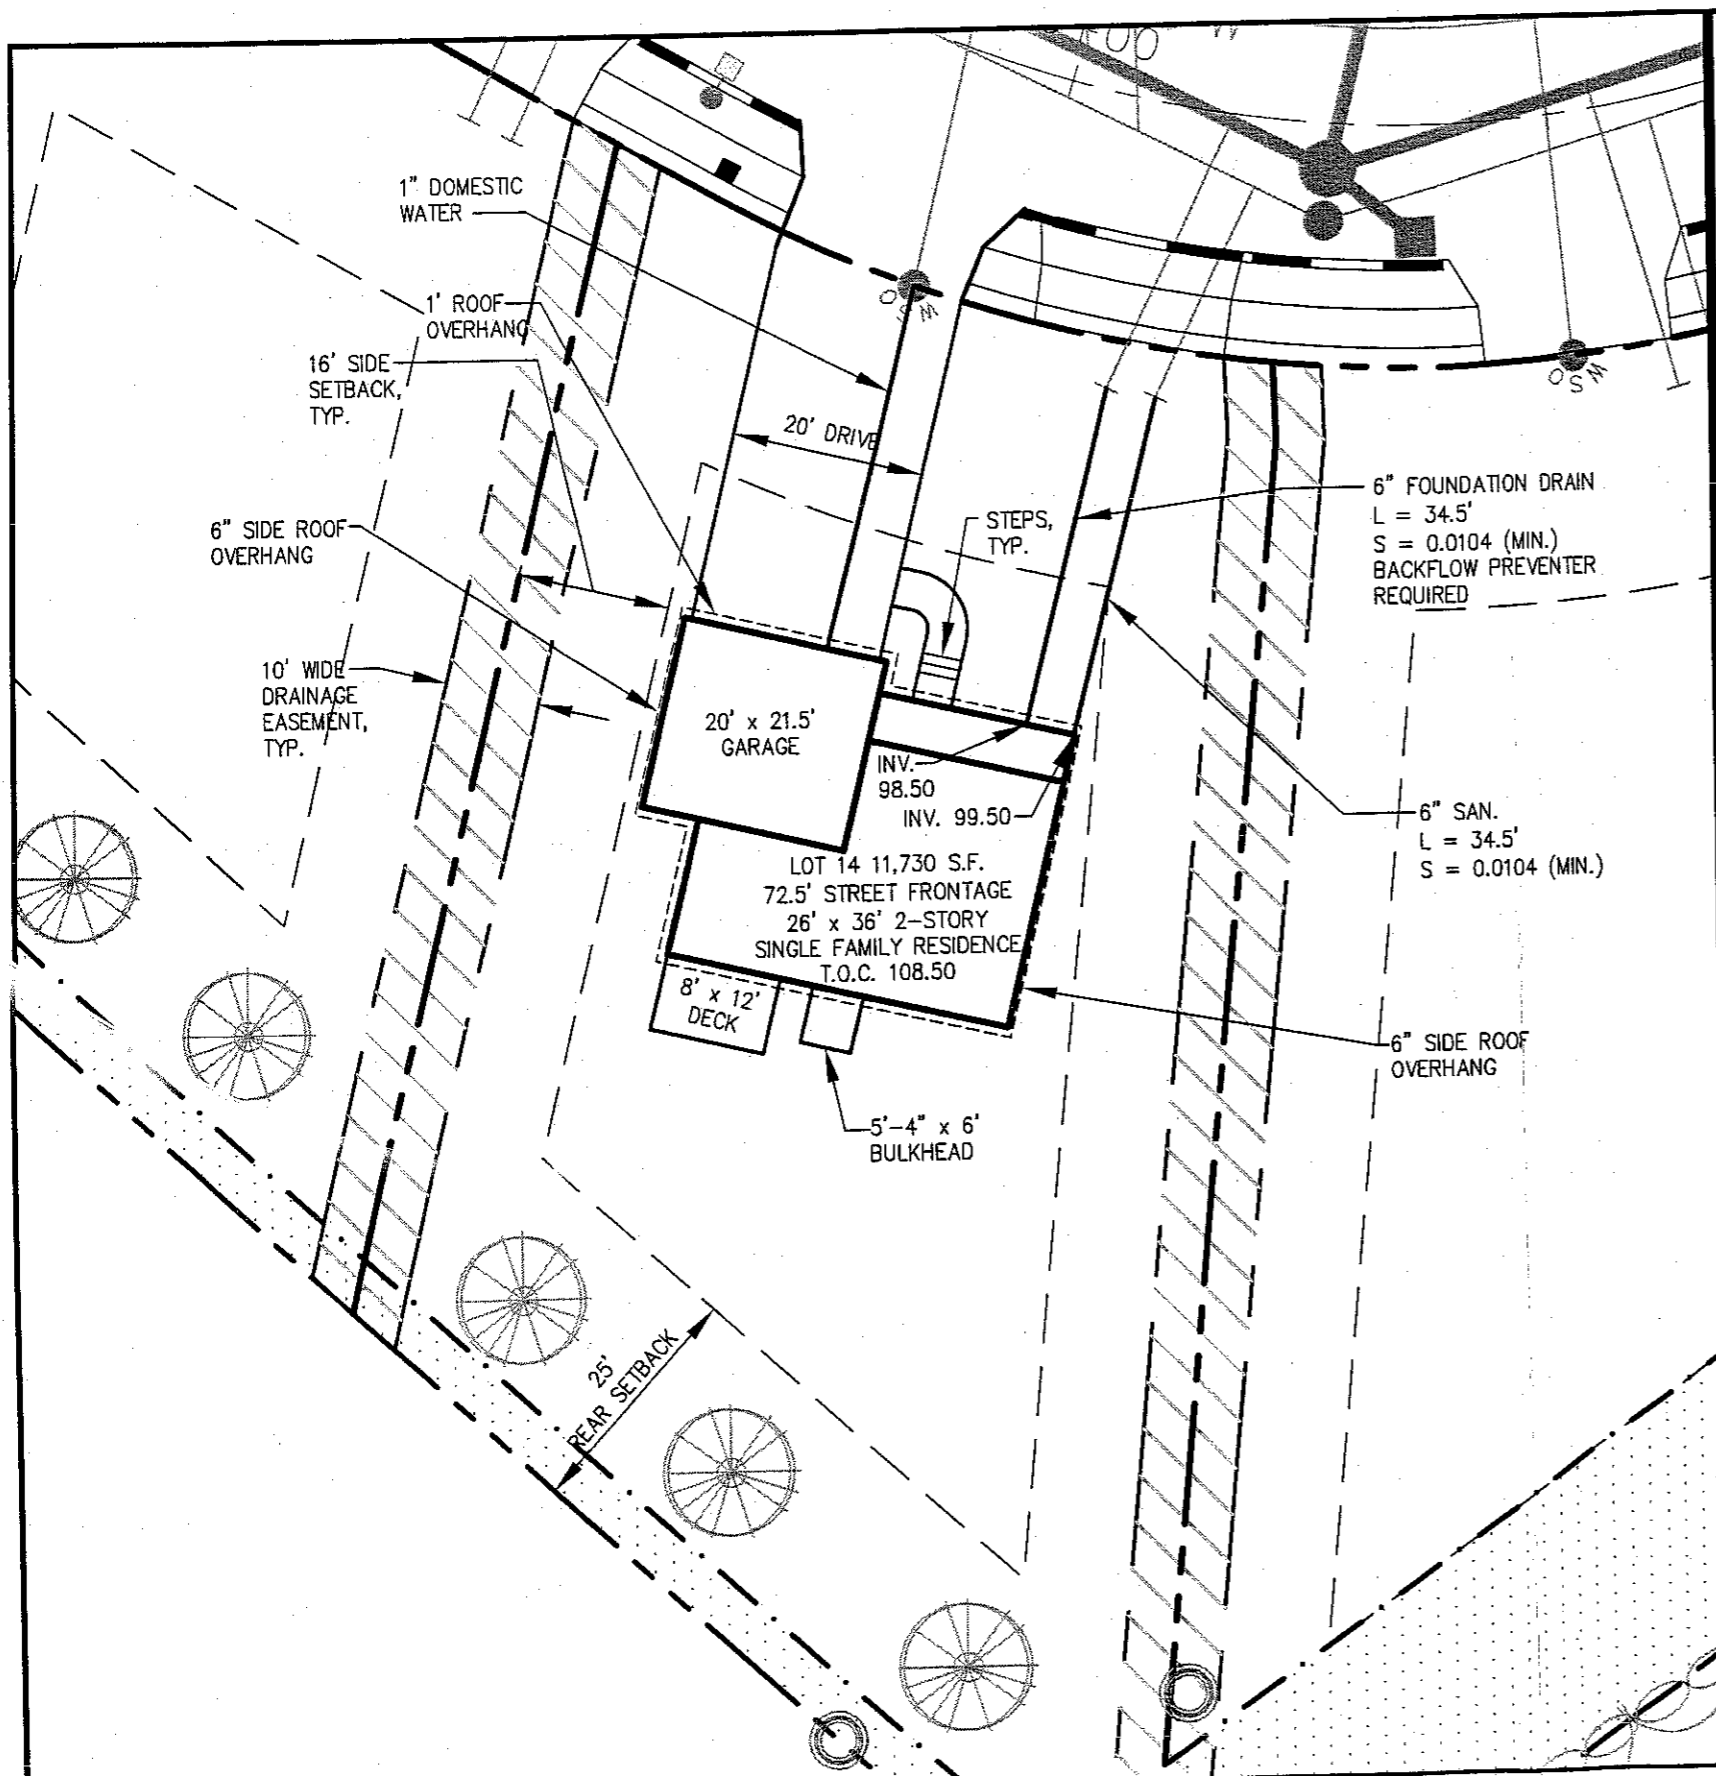 1" DOMESTIC
WATER
1' ROOF
OVERHANG
16' SIDE
SETBACK,
TYP.
20' DRIVE
6" SIDE ROOF
OVERHANG
STEPS,
TYP.
6" FOUNDATION DRAIN
L = 34.5'
S = 0.0104 (MIN.)
BACKFLOW PREVENTER
REQUIRED
10' WIDE
DRAINAGE
EASEMENT,
TYP.
20' x 21.5'
GARAGE
INV.
98.50
INV. 99.50
6" SAN.
L = 34.5'
S = 0.0104 (MIN.)
LOT 14 11,730 S.F.
72.5' STREET FRONTAGE
26' x 36' 2-STORY
SINGLE FAMILY RESIDENCE
T.O.C. 108.50
8' x 12'
DECK
6" SIDE ROOF
OVERHANG
5'-4" x 6'
BULKHEAD
25'
REAR SETBACK
WSO
WSO